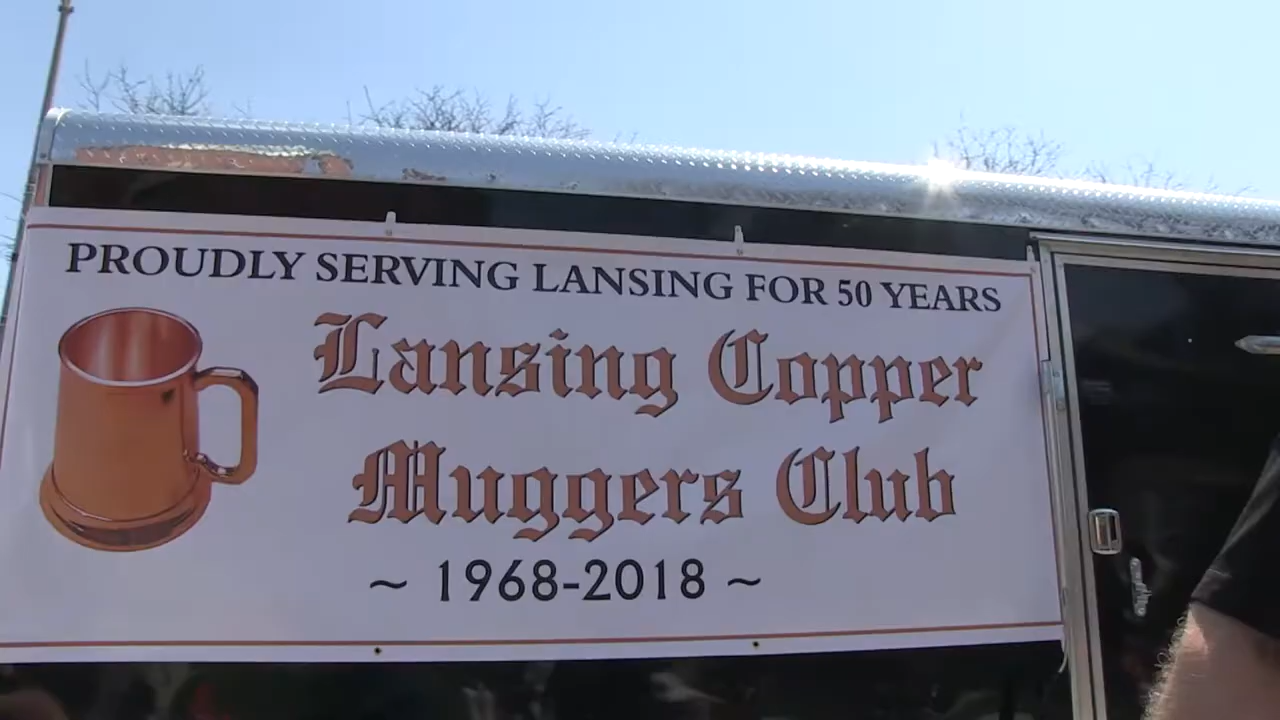 PROUDLY SERVING LANSING FOR 50 YEARS
Lansing Copper
Muggers Club
~ 1968-2018 ~